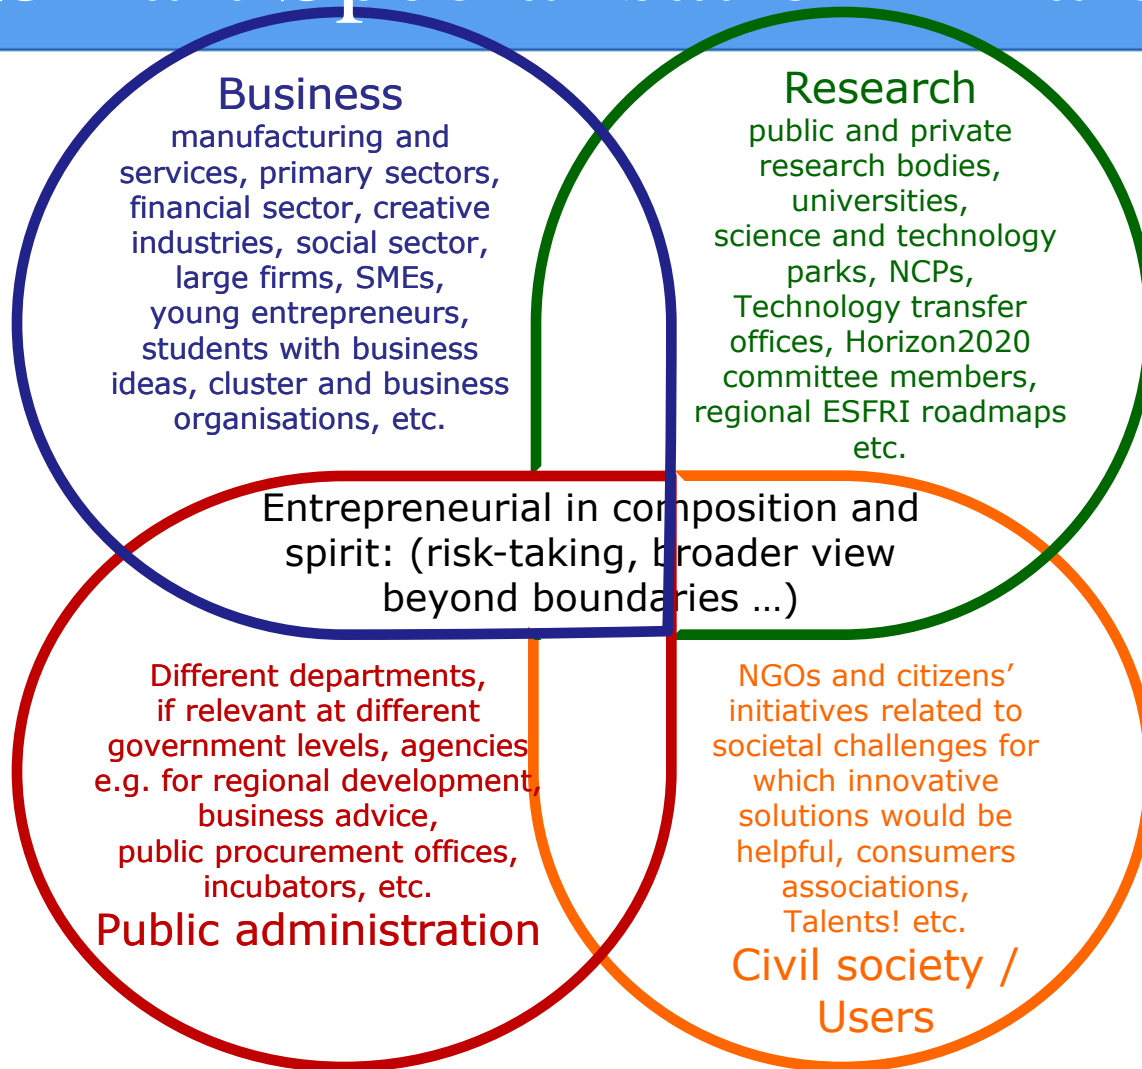 Business
manufacturing and
services, primary sectors,
financial sector, creative
industries, social sector,
large firms, SMEs,
young entrepreneurs,
students with business
ideas, cluster and business
organisations, etc.
Research
public and private
research bodies,
universities,
science and technology
parks, NCPs,
Technology transfer
offices, Horizon2020
committee members,
regional ESFRI roadmaps
etc.
Entrepreneurial in composition and
spirit: (risk-taking, broader view
beyond boundaries …)
Different departments,
if relevant at different
government levels, agencies
e.g. for regional development,
business advice,
public procurement offices,
incubators, etc.
Public administration
NGOs and citizens’
initiatives related to
societal challenges for
which innovative
solutions would be
helpful, consumers
associations,
Talents! etc.
Civil society /
Users